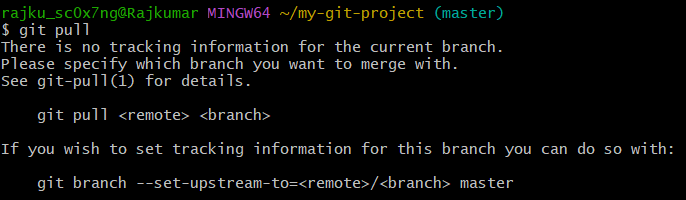 rajku_sc0x7ng@Rajkumar MINGW64 ~/my-git-project (master)
$ git pull
There is no tracking information for the current branch.
Please specify which branch you want to merge with.
See git-pull(1) for details.

    git pull <remote> <branch>

If you wish to set tracking information for this branch you can do so with:

    git branch --set-upstream-to=<remote>/<branch> master